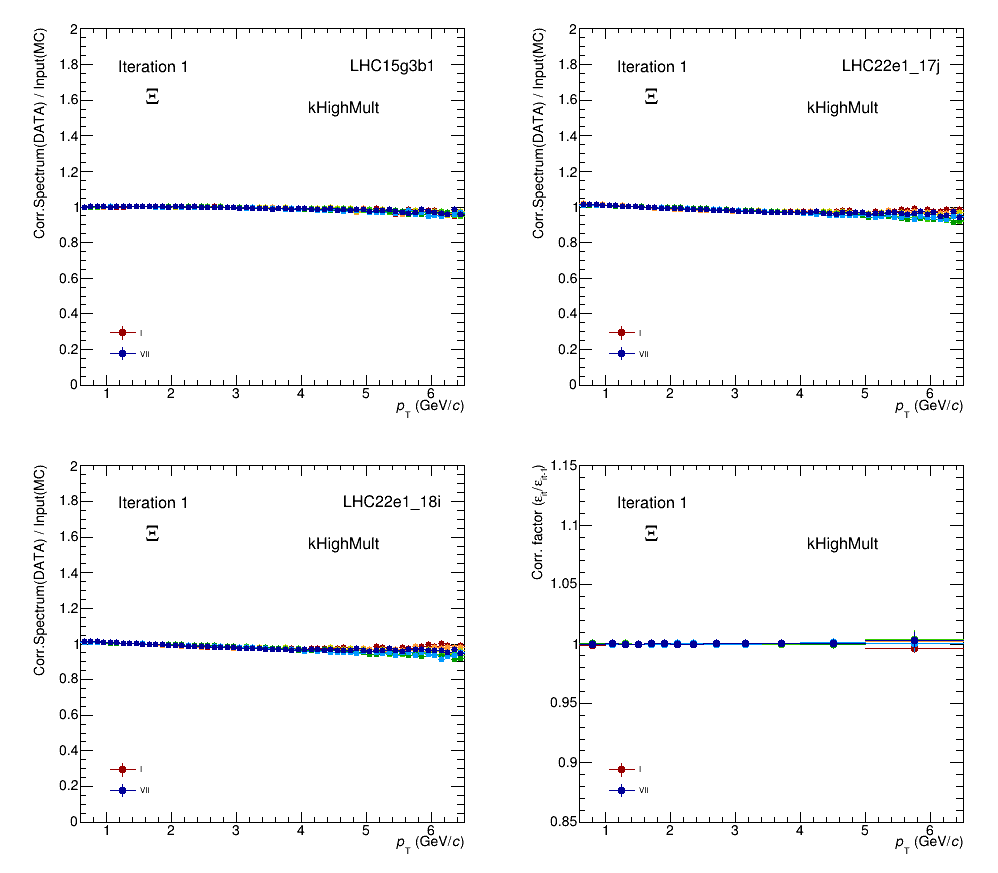 Corr.Spectrum(DATA) / Input(MC)
2
1.8
1.6
1.4
1.2
1
0.8
0.6
0.4
0.2
0
Iteration 1
LHC15g3b1
Ξ
kHighMult
I
VII
1 2 3 4 5 6
p_T (GeV/c)
Corr.Spectrum(DATA) / Input(MC)
2
1.8
1.6
1.4
1.2
1
0.8
0.6
0.4
0.2
0
Iteration 1
LHC22e1_17j
Ξ
kHighMult
I
VII
1 2 3 4 5 6
p_T (GeV/c)
Corr.Spectrum(DATA) / Input(MC)
2
1.8
1.6
1.4
1.2
1
0.8
0.6
0.4
0.2
0
Iteration 1
LHC22e1_18i
Ξ
kHighMult
I
VII
1 2 3 4 5 6
p_T (GeV/c)
Corr. factor (ε_it/ε_it-1)
1.15
1.1
1.05
1
0.95
0.9
0.85
Iteration 1
Ξ
kHighMult
I
VII
1 2 3 4 5 6
p_T (GeV/c)